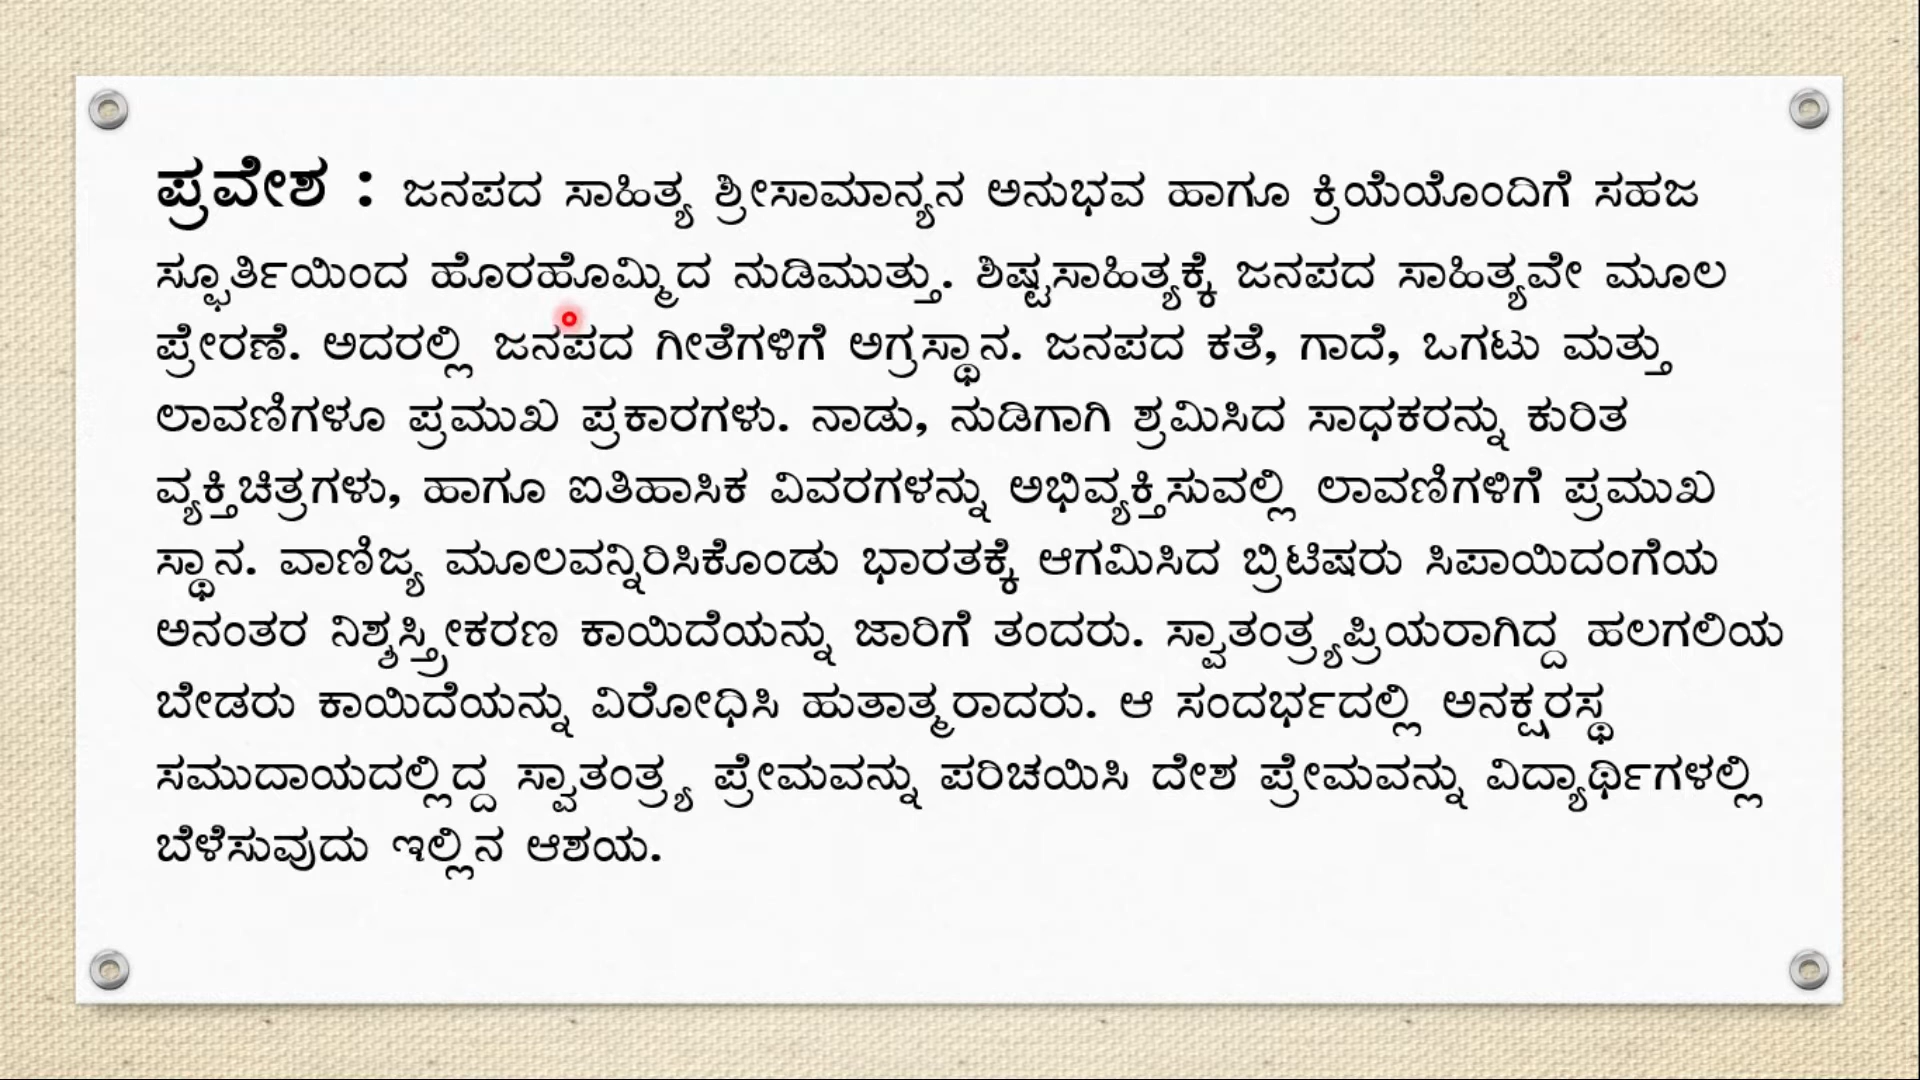 ಪ್ರವೇಶ : ಜನಪದ ಸಾಹಿತ್ಯ ಶ್ರೀಸಾಮಾನ್ಯನ ಅನುಭವ ಹಾಗೂ ಕ್ರಿಯೆಯೊಂದಿಗೆ ಸಹಜ
ಸ್ಫೂರ್ತಿಯಿಂದ ಹೊರಹೊಮ್ಮಿದ ನುಡಿಮುತ್ತು. ಶಿಷ್ಟಸಾಹಿತ್ಯಕ್ಕೆ ಜನಪದ ಸಾಹಿತ್ಯವೇ ಮೂಲ
ಪ್ರೇರಣೆ. ಅದರಲ್ಲಿ ಜನಪದ ಗೀತೆಗಳಿಗೆ ಅಗ್ರಸ್ಥಾನ. ಜನಪದ ಕತೆ, ಗಾದೆ, ಒಗಟು ಮತ್ತು
ಲಾವಣಿಗಳೂ ಪ್ರಮುಖ ಪ್ರಕಾರಗಳು. ನಾಡು, ನುಡಿಗಾಗಿ ಶ್ರಮಿಸಿದ ಸಾಧಕರನ್ನು ಕುರಿತ
ವ್ಯಕ್ತಿಚಿತ್ರಗಳು, ಹಾಗೂ ಐತಿಹಾಸಿಕ ವಿವರಗಳನ್ನು ಅಭಿವ್ಯಕ್ತಿಸುವಲ್ಲಿ ಲಾವಣಿಗಳಿಗೆ ಪ್ರಮುಖ
ಸ್ಥಾನ. ವಾಣಿಜ್ಯ ಮೂಲವನ್ನಿರಿಸಿಕೊಂಡು ಭಾರತಕ್ಕೆ ಆಗಮಿಸಿದ ಬ್ರಿಟಿಷರು ಸಿಪಾಯಿದಂಗೆಯ
ಅನಂತರ ನಿಶ್ಶಸ್ತ್ರೀಕರಣ ಕಾಯಿದೆಯನ್ನು ಜಾರಿಗೆ ತಂದರು. ಸ್ವಾತಂತ್ರ್ಯಪ್ರಿಯರಾಗಿದ್ದ ಹಲಗಲಿಯ
ಬೇಡರು ಕಾಯಿದೆಯನ್ನು ವಿರೋಧಿಸಿ ಹುತಾತ್ಮರಾದರು. ಆ ಸಂದರ್ಭದಲ್ಲಿ ಅನಕ್ಷರಸ್ಥ
ಸಮುದಾಯದಲ್ಲಿದ್ದ ಸ್ವಾತಂತ್ರ್ಯ ಪ್ರೇಮವನ್ನು ಪರಿಚಯಿಸಿ ದೇಶ ಪ್ರೇಮವನ್ನು ವಿದ್ಯಾರ್ಥಿಗಳಲ್ಲಿ
ಬೆಳೆಸುವುದು ಇಲ್ಲಿನ ಆಶಯ.